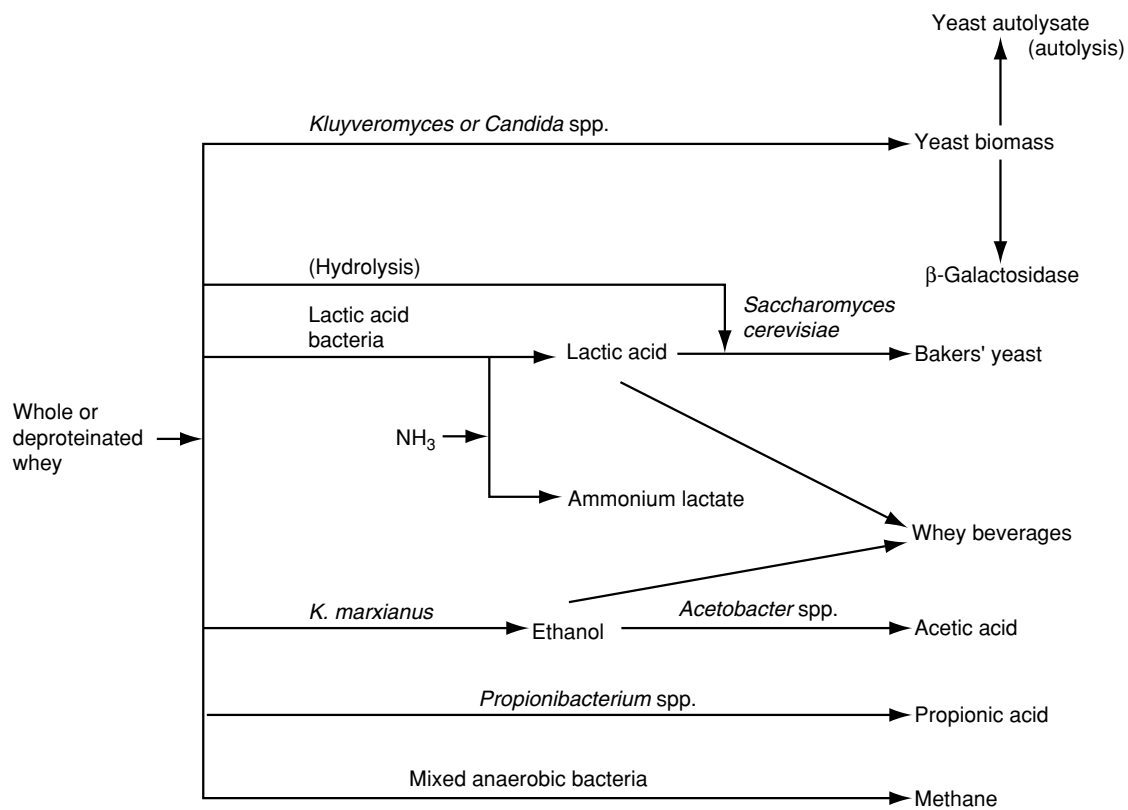 Yeast autolysate
(autolysis)
Kluyveromyces or Candida spp.
Yeast biomass
(Hydrolysis)
β-Galactosidase
Saccharomyces
cerevisiae
Lactic acid
bacteria
Lactic acid
Bakers' yeast
Whole or
deproteinated
whey
NH₃
Ammonium lactate
Whey beverages
K. marxianus
Ethanol
Acetobacter spp.
Acetic acid
Propionibacterium spp.
Propionic acid
Mixed anaerobic bacteria
Methane